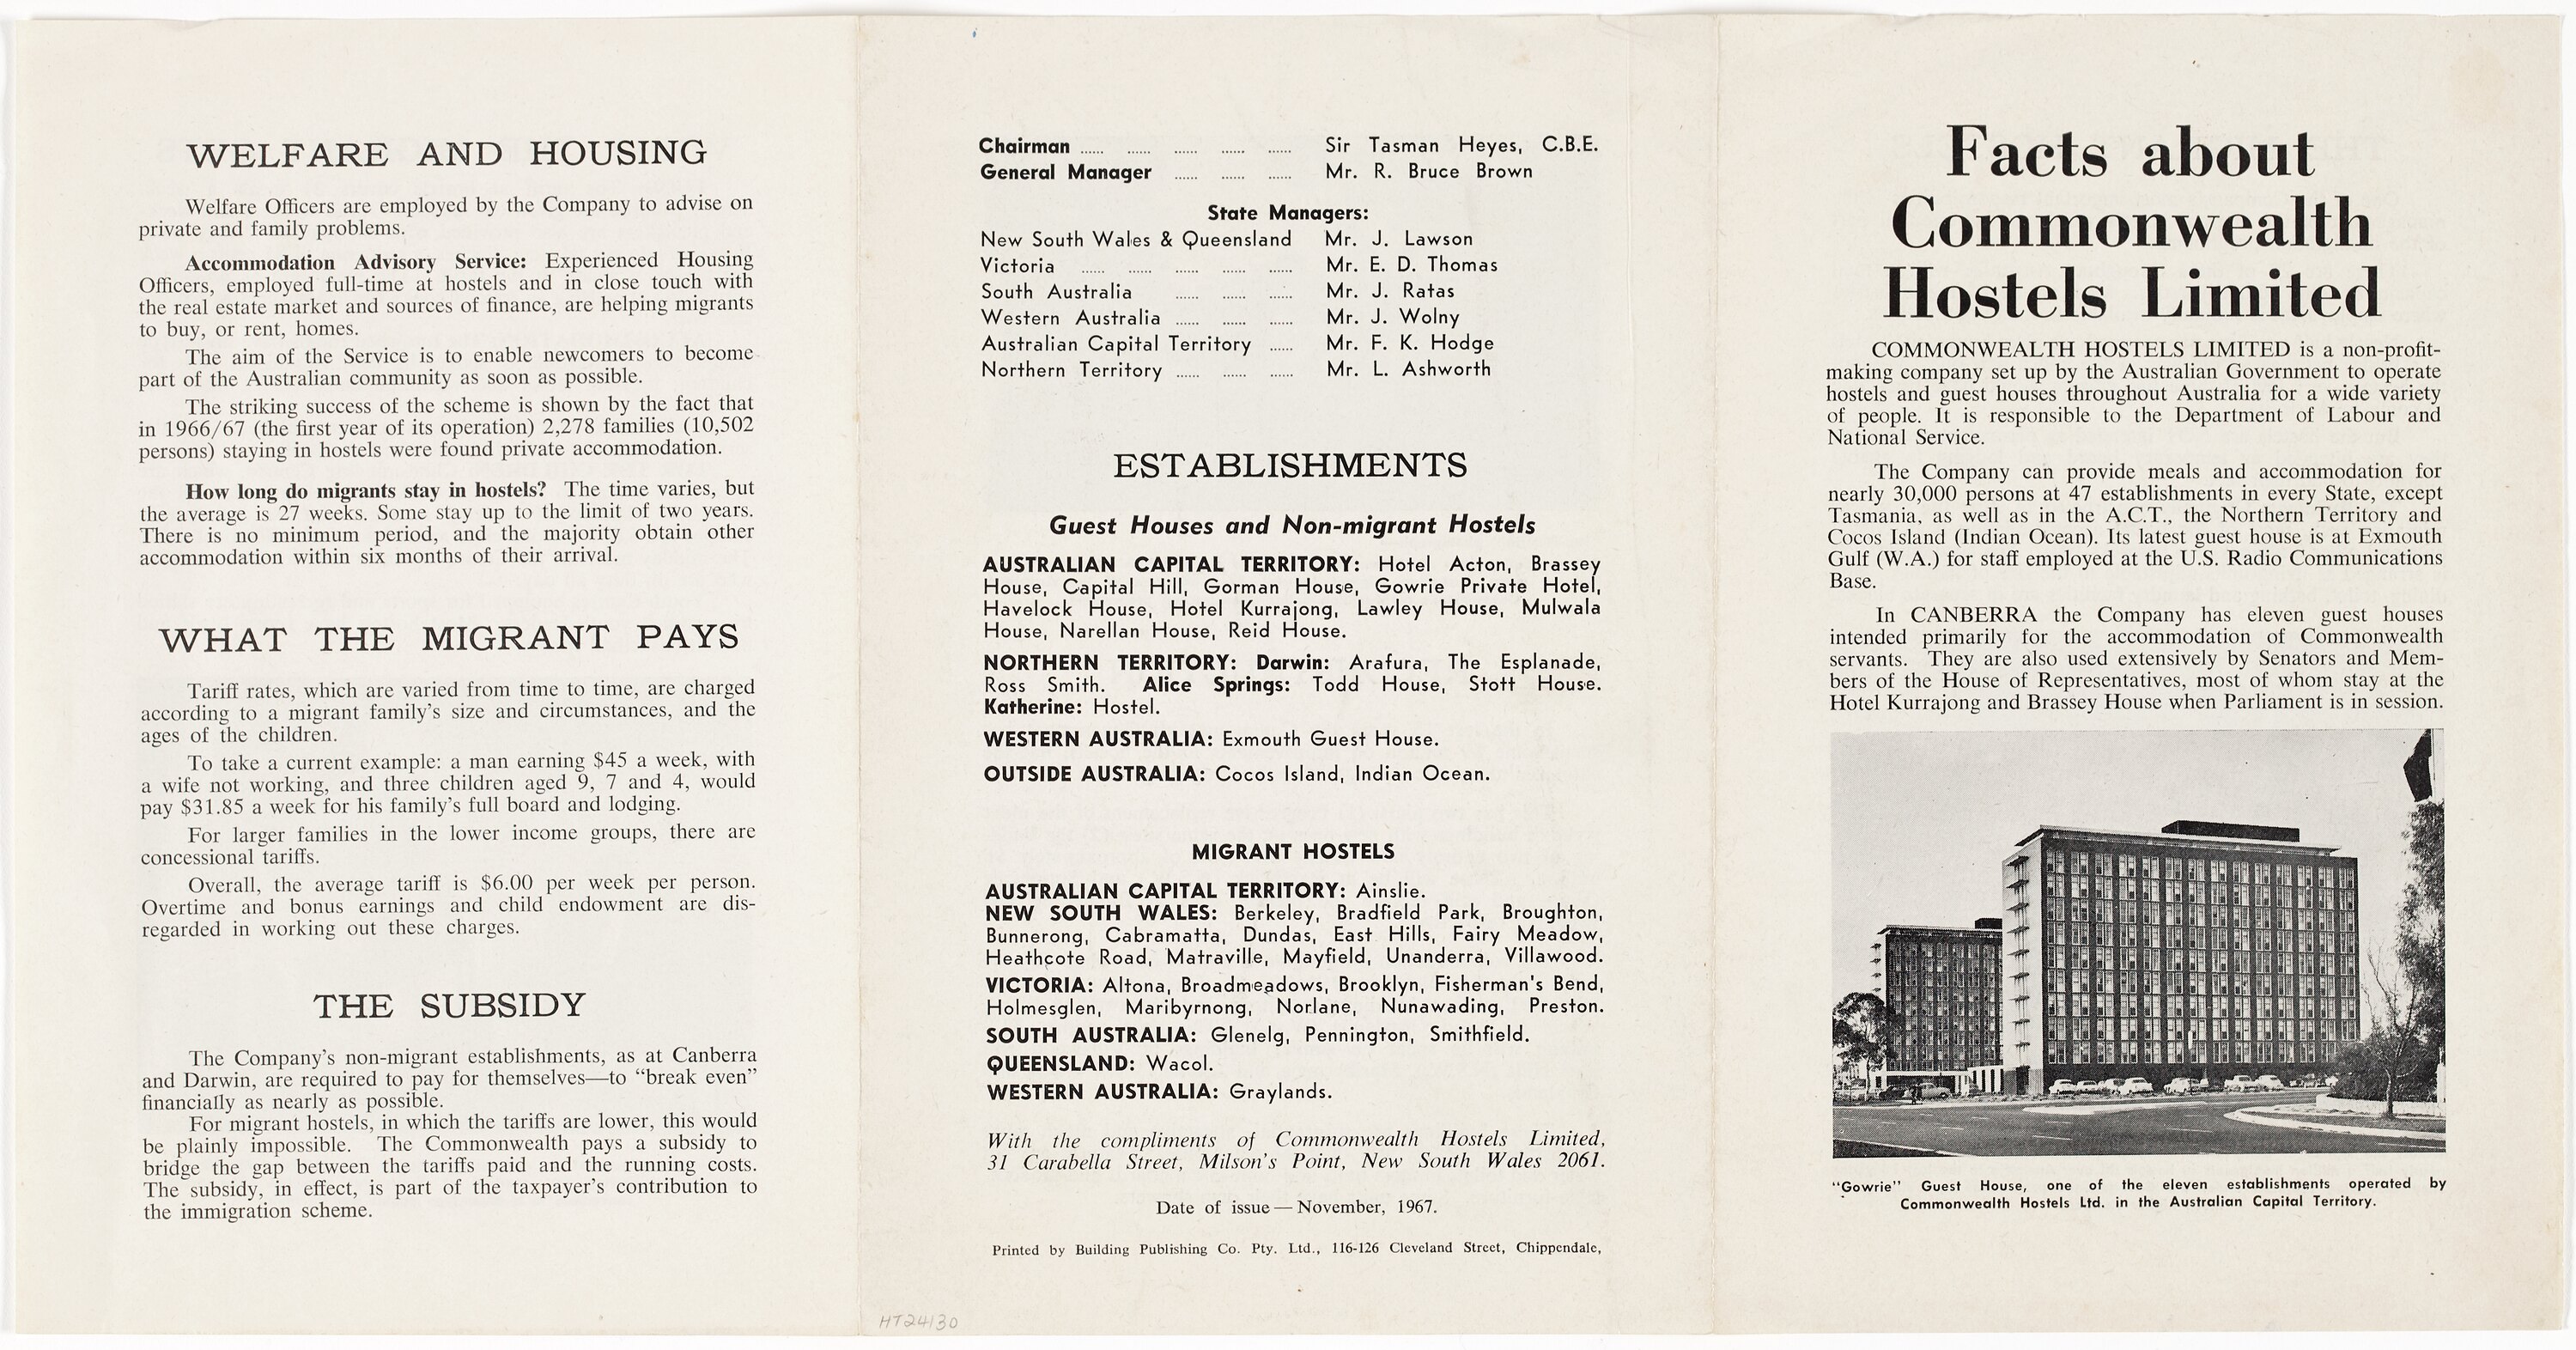 WELFARE AND HOUSING
Welfare Officers are employed by the Company to advise on
private and family problems.
Accommodation Advisory Service: Experienced Housing
Officers, employed full-time at hostels and in close touch with
the real estate market and sources of finance, are helping migrants
to buy, or rent, homes.
The aim of the Service is to enable newcomers to become
part of the Australian community as soon as possible.
The striking success of the scheme is shown by the fact that
in 1966/67 (the first year of its operation) 2,278 families (10,502
persons) staying in hostels were found private accommodation.
How long do migrants stay in hostels? The time varies, but
the average is 27 weeks. Some stay up to the limit of two years.
There is no minimum period, and the majority obtain other
accommodation within six months of their arrival.
WHAT THE MIGRANT PAYS
Tariff rates, which are varied from time to time, are charged
according to a migrant family's size and circumstances, and the
ages of the children.
To take a current example: a man earning $45 a week, with
a wife not working, and three children aged 9, 7 and 4, would
pay $31.85 a week for his family's full board and lodging.
For larger families in the lower income groups, there are
concessional tariffs.
Overall, the average tariff is $6.00 per week per person.
Overtime and bonus earnings and child endowment are dis-
regarded in working out these charges.
THE SUBSIDY
The Company's non-migrant establishments, as at Canberra
and Darwin, are required to pay for themselves—to "break even"
financially as nearly as possible.
For migrant hostels, in which the tariffs are lower, this would
be plainly impossible. The Commonwealth pays a subsidy to
bridge the gap between the tariffs paid and the running costs.
The subsidy, in effect, is part of the taxpayer's contribution to
the immigration scheme.
Chairman ...... ...... ...... ...... ...... Sir Tasman Heyes, C.B.E.
General Manager ...... ...... ...... Mr. R. Bruce Brown
State Managers:
New South Wales & Queensland Mr. J. Lawson
Victoria ...... ...... ...... ...... ...... Mr. E. D. Thomas
South Australia ...... ...... ...... Mr. J. Ratas
Western Australia ...... ...... ...... Mr. J. Wolny
Australian Capital Territory ...... Mr. F. K. Hodge
Northern Territory ...... ...... ...... Mr. L. Ashworth
ESTABLISHMENTS
Guest Houses and Non-migrant Hostels
AUSTRALIAN CAPITAL TERRITORY: Hotel Acton, Brassey
House, Capital Hill, Gorman House, Gowrie Private Hotel,
Havelock House, Hotel Kurrajong, Lawley House, Mulwala
House, Narellan House, Reid House.
NORTHERN TERRITORY: Darwin: Arafura, The Esplanade,
Ross Smith. Alice Springs: Todd House, Stott House.
Katherine: Hostel.
WESTERN AUSTRALIA: Exmouth Guest House.
OUTSIDE AUSTRALIA: Cocos Island, Indian Ocean.
MIGRANT HOSTELS
AUSTRALIAN CAPITAL TERRITORY: Ainslie.
NEW SOUTH WALES: Berkeley, Bradfield Park, Broughton,
Bunnerong, Cabramatta, Dundas, East Hills, Fairy Meadow,
Heathcote Road, Matraville, Mayfield, Unanderra, Villawood.
VICTORIA: Altona, Broadmeadows, Brooklyn, Fisherman's Bend,
Holmesglen, Maribyrnong, Norlane, Nunawading, Preston.
SOUTH AUSTRALIA: Glenelg, Pennington, Smithfield.
QUEENSLAND: Wacol.
WESTERN AUSTRALIA: Graylands.
With the compliments of Commonwealth Hostels Limited,
31 Carabella Street, Milson's Point, New South Wales 2061.
Date of issue — November, 1967.
Printed by Building Publishing Co. Pty. Ltd., 116-126 Cleveland Street, Chippendale,
HT24130
Facts about
Commonwealth
Hostels Limited
COMMONWEALTH HOSTELS LIMITED is a non-profit-
making company set up by the Australian Government to operate
hostels and guest houses throughout Australia for a wide variety
of people. It is responsible to the Department of Labour and
National Service.
The Company can provide meals and accommodation for
nearly 30,000 persons at 47 establishments in every State, except
Tasmania, as well as in the A.C.T., the Northern Territory and
Cocos Island (Indian Ocean). Its latest guest house is at Exmouth
Gulf (W.A.) for staff employed at the U.S. Radio Communications
Base.
In CANBERRA the Company has eleven guest houses
intended primarily for the accommodation of Commonwealth
servants. They are also used extensively by Senators and Mem-
bers of the House of Representatives, most of whom stay at the
Hotel Kurrajong and Brassey House when Parliament is in session.
"Gowrie" Guest House, one of the eleven establishments operated by
Commonwealth Hostels Ltd. in the Australian Capital Territory.